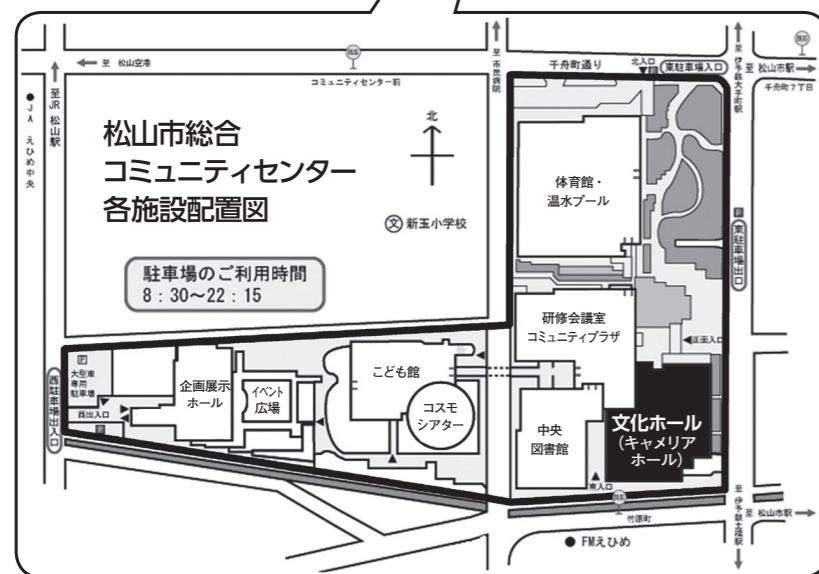 至 松山空港
BUS
コミュニティセンター前
至 市民病院
千舟町通り
北入口
P
東駐車場入口
至 伊予鉄大手町駅
BUS
至 松山市駅
千舟町7丁目
JA えひめ中央
至JR 松山駅
松山市総合
コミュニティセンター
各施設配置図
北
文 新玉小学校
駐車場のご利用時間
8:30〜22:15
体育館・
温水プール
P
東駐車場出口
研修会議室
コミュニティプラザ
正面入口
P
大型車
専用
駐車場
西出入口
西駐車場出入口
企画展示
ホール
イベント
広場
こども館
コスモ
シアター
中央
図書館
文化ホール
(キャメリア
ホール)
南入口
BUS
竹原町
至 伊予鉄土橋駅
至 松山市駅
FMえひめ